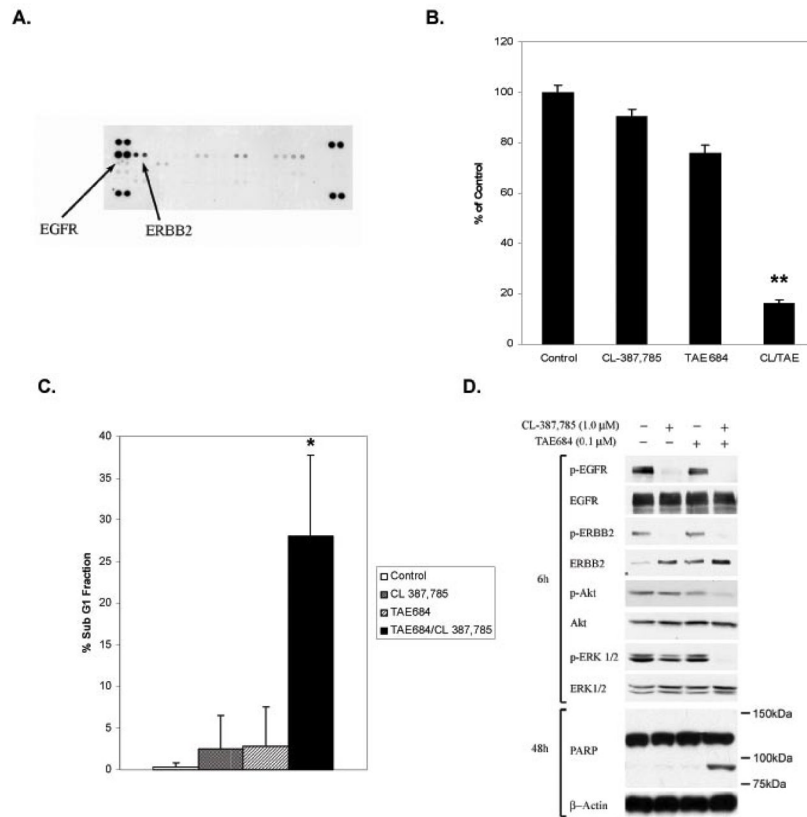 A.
EGFR
ERBB2
B.
% of Control
120
100
80
60
40
20
0
**
Control
CL-387,785
TAE684
CL/TAE
C.
% Sub G1 Fraction
40
35
30
25
20
15
10
5
0
*
Control
CL 387,785
TAE684
TAE684/CL 387,785
D.
CL-387,785 (1.0 µM) – + – +
TAE684 (0.1 µM) – – + +
6h
p-EGFR
EGFR
p-ERBB2
ERBB2
p-Akt
Akt
p-ERK 1/2
ERK1/2
48h
PARP
150kDa
100kDa
75kDa
β-Actin